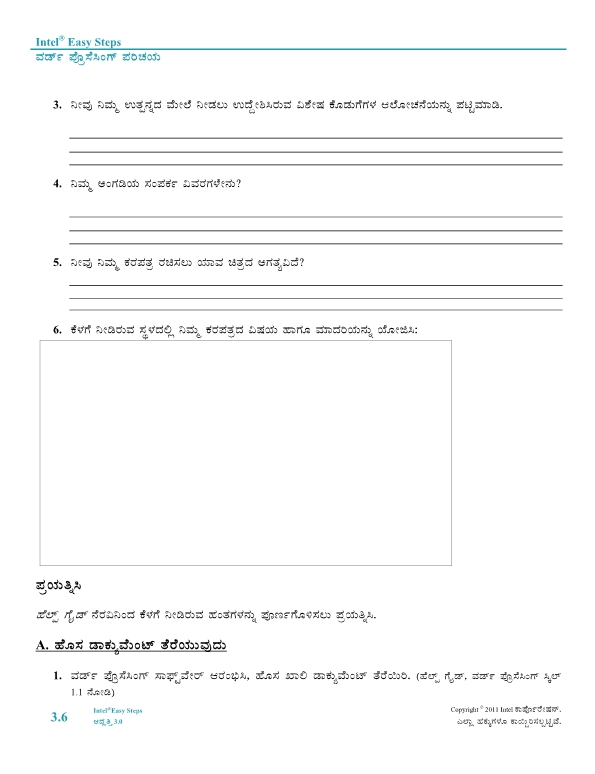 Intel® Easy Steps
ವರ್ಡ್ ಪ್ರೊಸೆಸಿಂಗ್ ಪರಿಚಯ
3. ನೀವು ನಿಮ್ಮ ಉತ್ಪನ್ನದ ಮೇಲೆ ನೀಡಲು ಉದ್ದೇಶಿಸಿರುವ ವಿಶೇಷ ಕೊಡುಗೆಗಳ ಆಲೋಚನೆಯನ್ನು ಪಟ್ಟಿಮಾಡಿ.
4. ನಿಮ್ಮ ಅಂಗಡಿಯ ಸಂಪರ್ಕ ವಿವರಗಳೇನು?
5. ನೀವು ನಿಮ್ಮ ಕರಪತ್ರ ರಚಿಸಲು ಯಾವ ಚಿತ್ರದ ಅಗತ್ಯವಿದೆ?
6. ಕೆಳಗೆ ನೀಡಿರುವ ಸ್ಥಳದಲ್ಲಿ ನಿಮ್ಮ ಕರಪತ್ರದ ವಿಷಯ ಹಾಗೂ ಮಾದರಿಯನ್ನು ಯೋಜಿಸಿ:
ಪ್ರಯತ್ನಿಸಿ
ಹೆಲ್ಪ್ ಗೈಡ್ ನೆರವಿನಿಂದ ಕೆಳಗೆ ನೀಡಿರುವ ಹಂತಗಳನ್ನು ಪೂರ್ಣಗೊಳಿಸಲು ಪ್ರಯತ್ನಿಸಿ.
A. ಹೊಸ ಡಾಕ್ಯುಮೆಂಟ್ ತೆರೆಯುವುದು
1. ವರ್ಡ್ ಪ್ರೊಸೆಸಿಂಗ್ ಸಾಫ್ಟ್‌ವೇರ್ ಆರಂಭಿಸಿ, ಹೊಸ ಖಾಲಿ ಡಾಕ್ಯುಮೆಂಟ್ ತೆರೆಯಿರಿ. (ಹೆಲ್ಪ್ ಗೈಡ್, ವರ್ಡ್ ಪ್ರೊಸೆಸಿಂಗ್ ಸ್ಕಿಲ್
1.1 ನೋಡಿ)
3.6 Intel®Easy Steps
ಆವೃತ್ತಿ 3.0
Copyright © 2011 Intel ಕಾರ್ಪೊರೇಷನ್.
ಎಲ್ಲಾ ಹಕ್ಕುಗಳೂ ಕಾಯ್ದಿರಿಸಲ್ಪಟ್ಟಿವೆ.